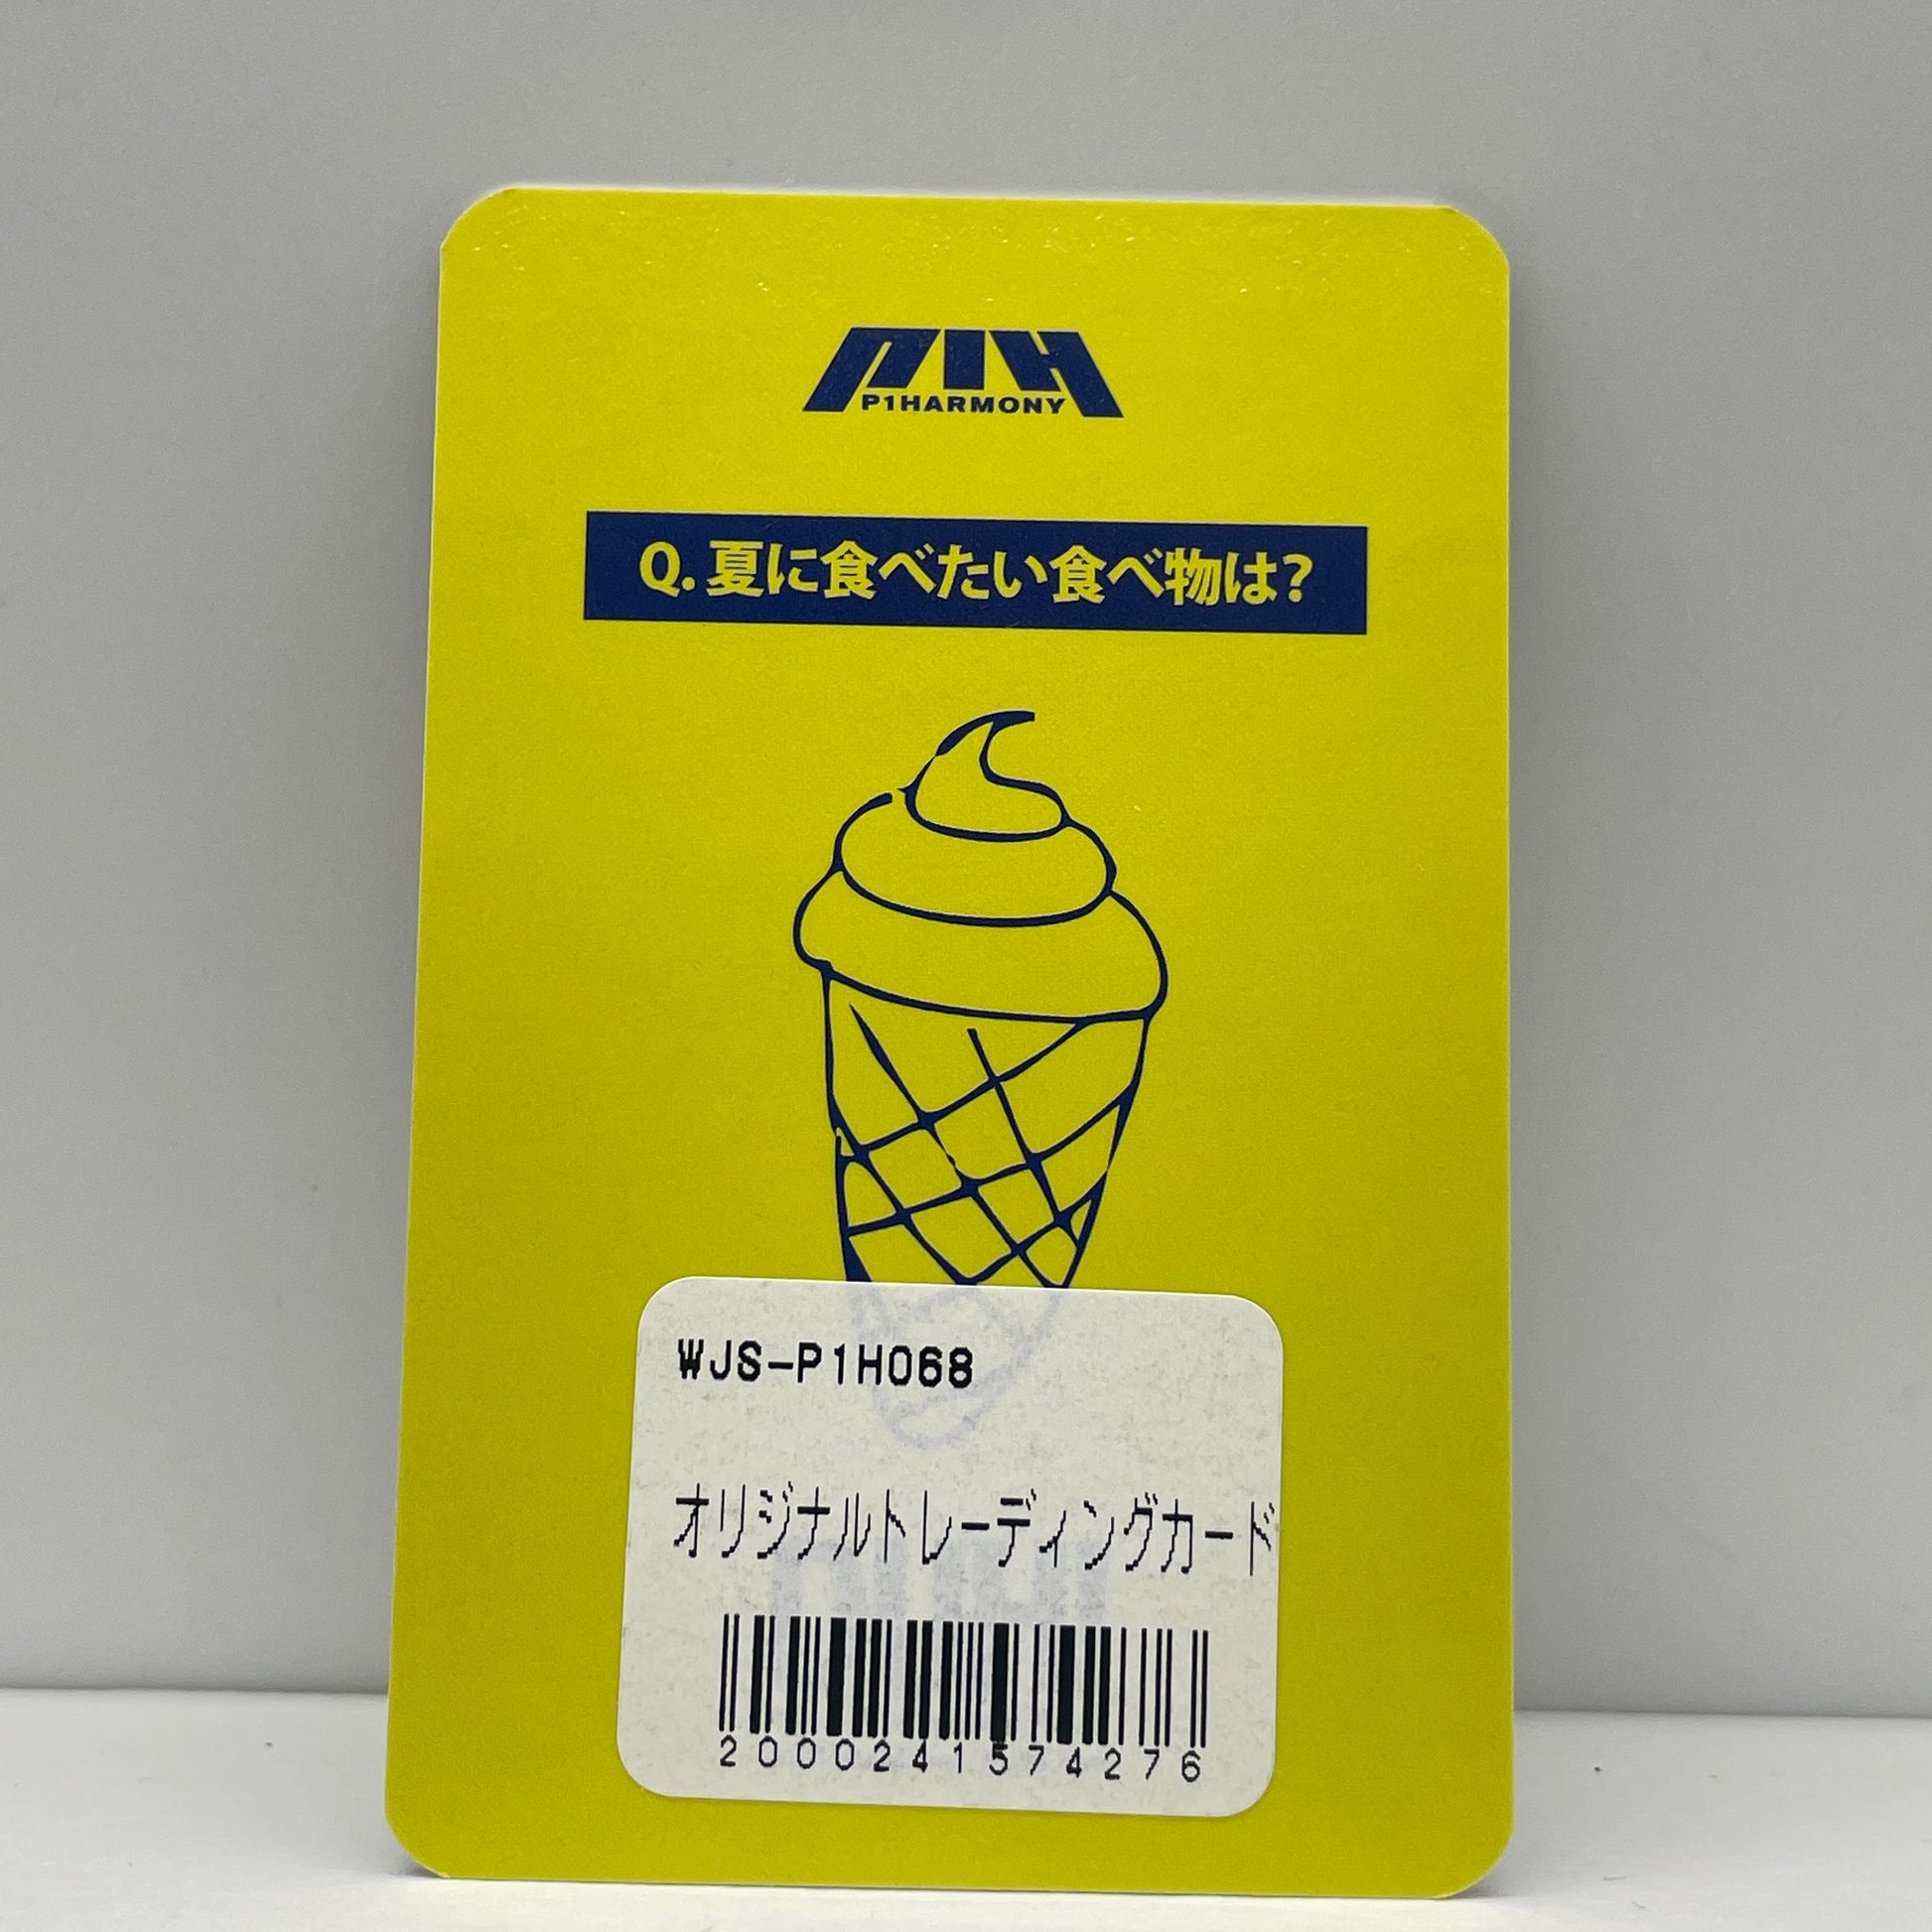 P1H
P1HARMONY
Q. 夏に食べたい食べ物は?
WJS-P1H068
オリジナルトレーディングカード
2000241574276